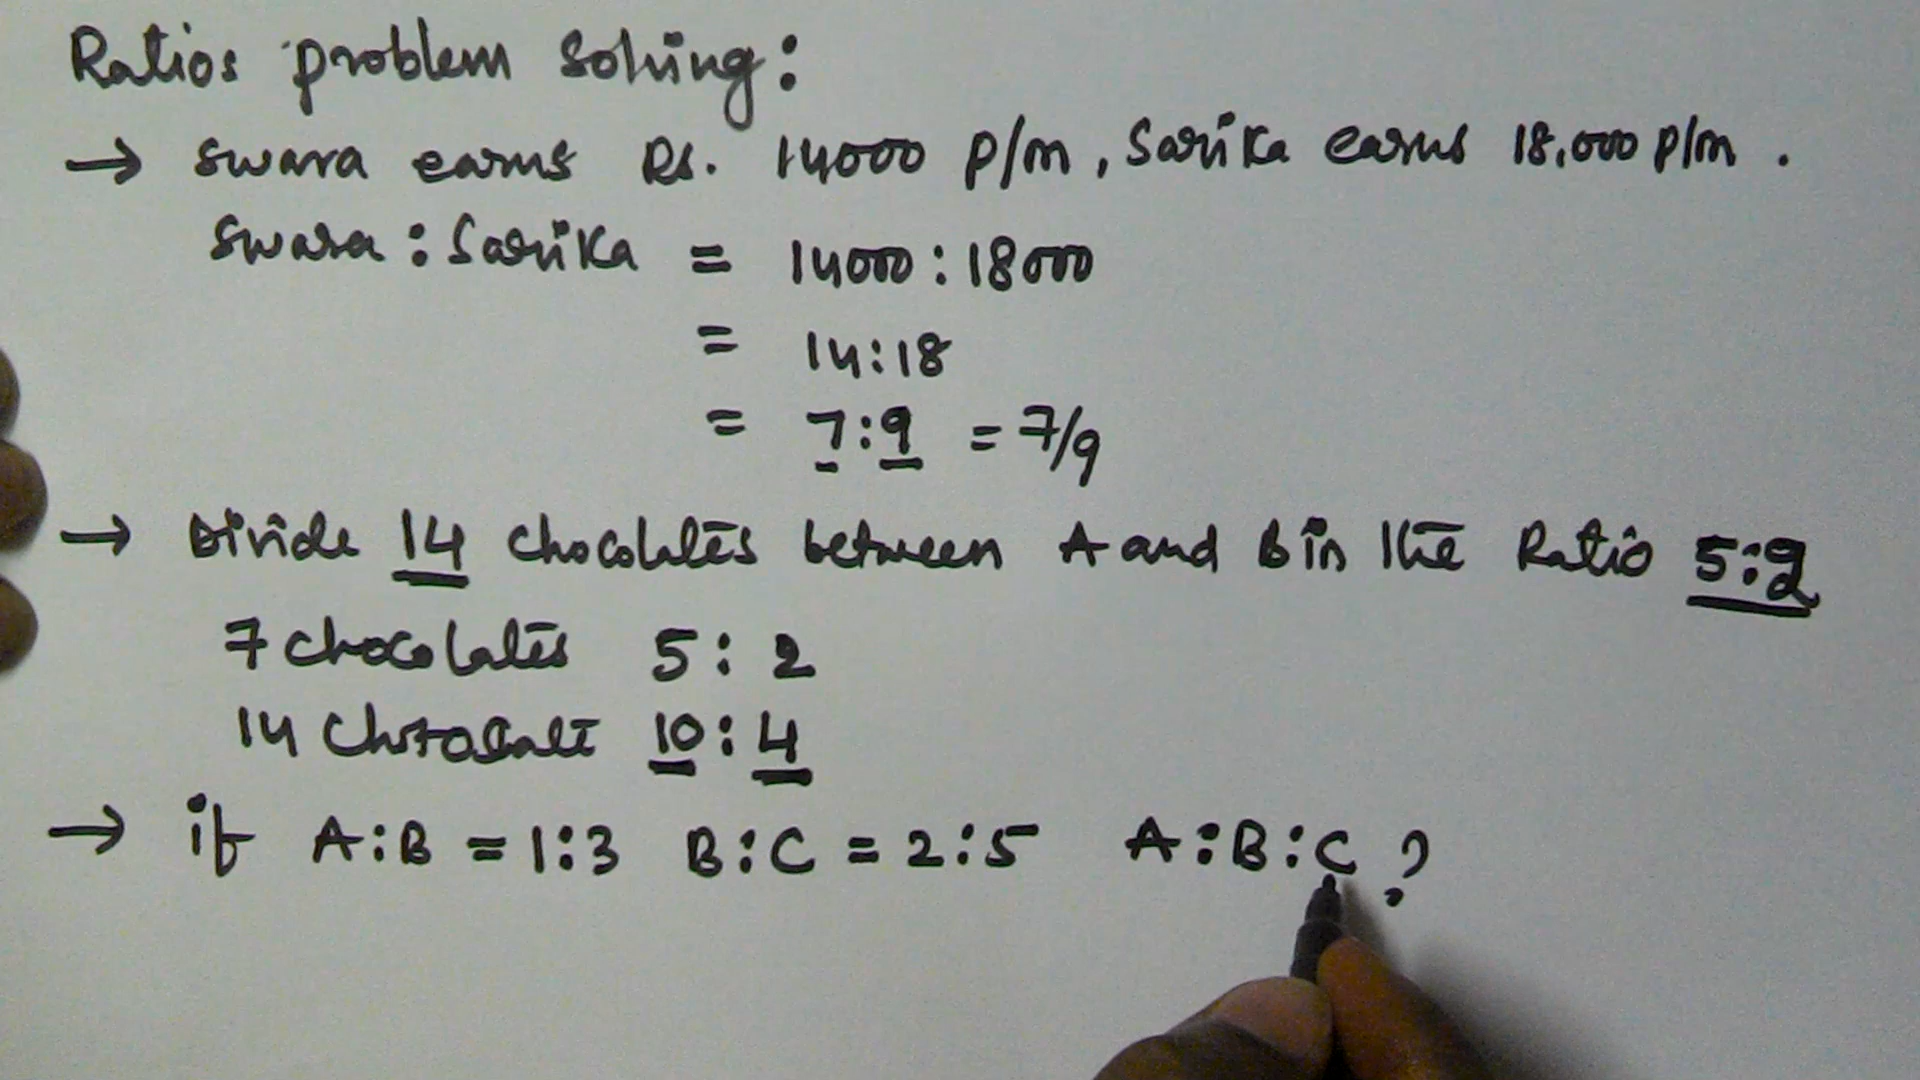 Ratios problem solving:
→ Swara earns Rs. 14000 p/m, Sarika earns 18,000 p/m.
Swara : Sarika = 14000 : 18000
= 14:18
= 7:9 = 7/9
→ Divide 14 chocolates between A and B in the Ratio 5:2
7 chocolates 5 : 2
14 10 : 4
→ if A:B = 1:3 B:C = 2:5 A:B:C ?